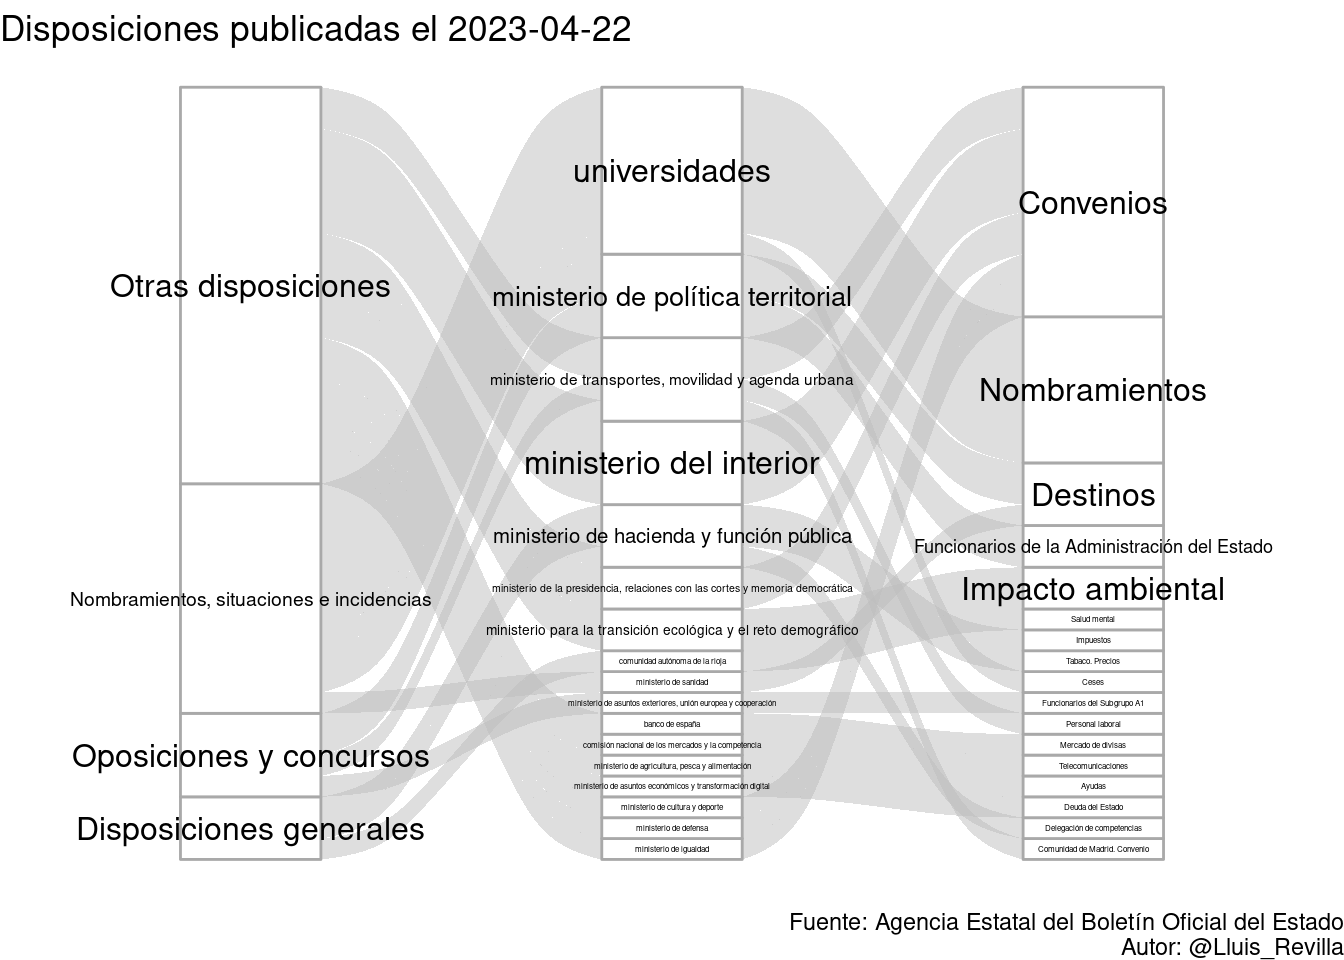 Disposiciones publicadas el 2023-04-22
Otras disposiciones
Nombramientos, situaciones e incidencias
Oposiciones y concursos
Disposiciones generales
universidades
ministerio de política territorial
ministerio de transportes, movilidad y agenda urbana
ministerio del interior
ministerio de hacienda y función pública
ministerio de la presidencia, relaciones con las cortes y memoria democrática
ministerio para la transición ecológica y el reto demográfico
comunidad autónoma de la rioja
ministerio de sanidad
ministerio de asuntos exteriores, unión europea y cooperación
banco de españa
comisión nacional de los mercados y la competencia
ministerio de agricultura, pesca y alimentación
ministerio de asuntos económicos y transformación digital
ministerio de cultura y deporte
ministerio de defensa
ministerio de igualdad
Convenios
Nombramientos
Destinos
Funcionarios de la Administración del Estado
Impacto ambiental
Salud mental
Impuestos
Tabaco. Precios
Ceses
Funcionarios del Subgrupo A1
Personal laboral
Mercado de divisas
Telecomunicaciones
Ayudas
Deuda del Estado
Delegación de competencias
Comunidad de Madrid. Convenio
Fuente: Agencia Estatal del Boletín Oficial del Estado
Autor: @Lluis_Revilla